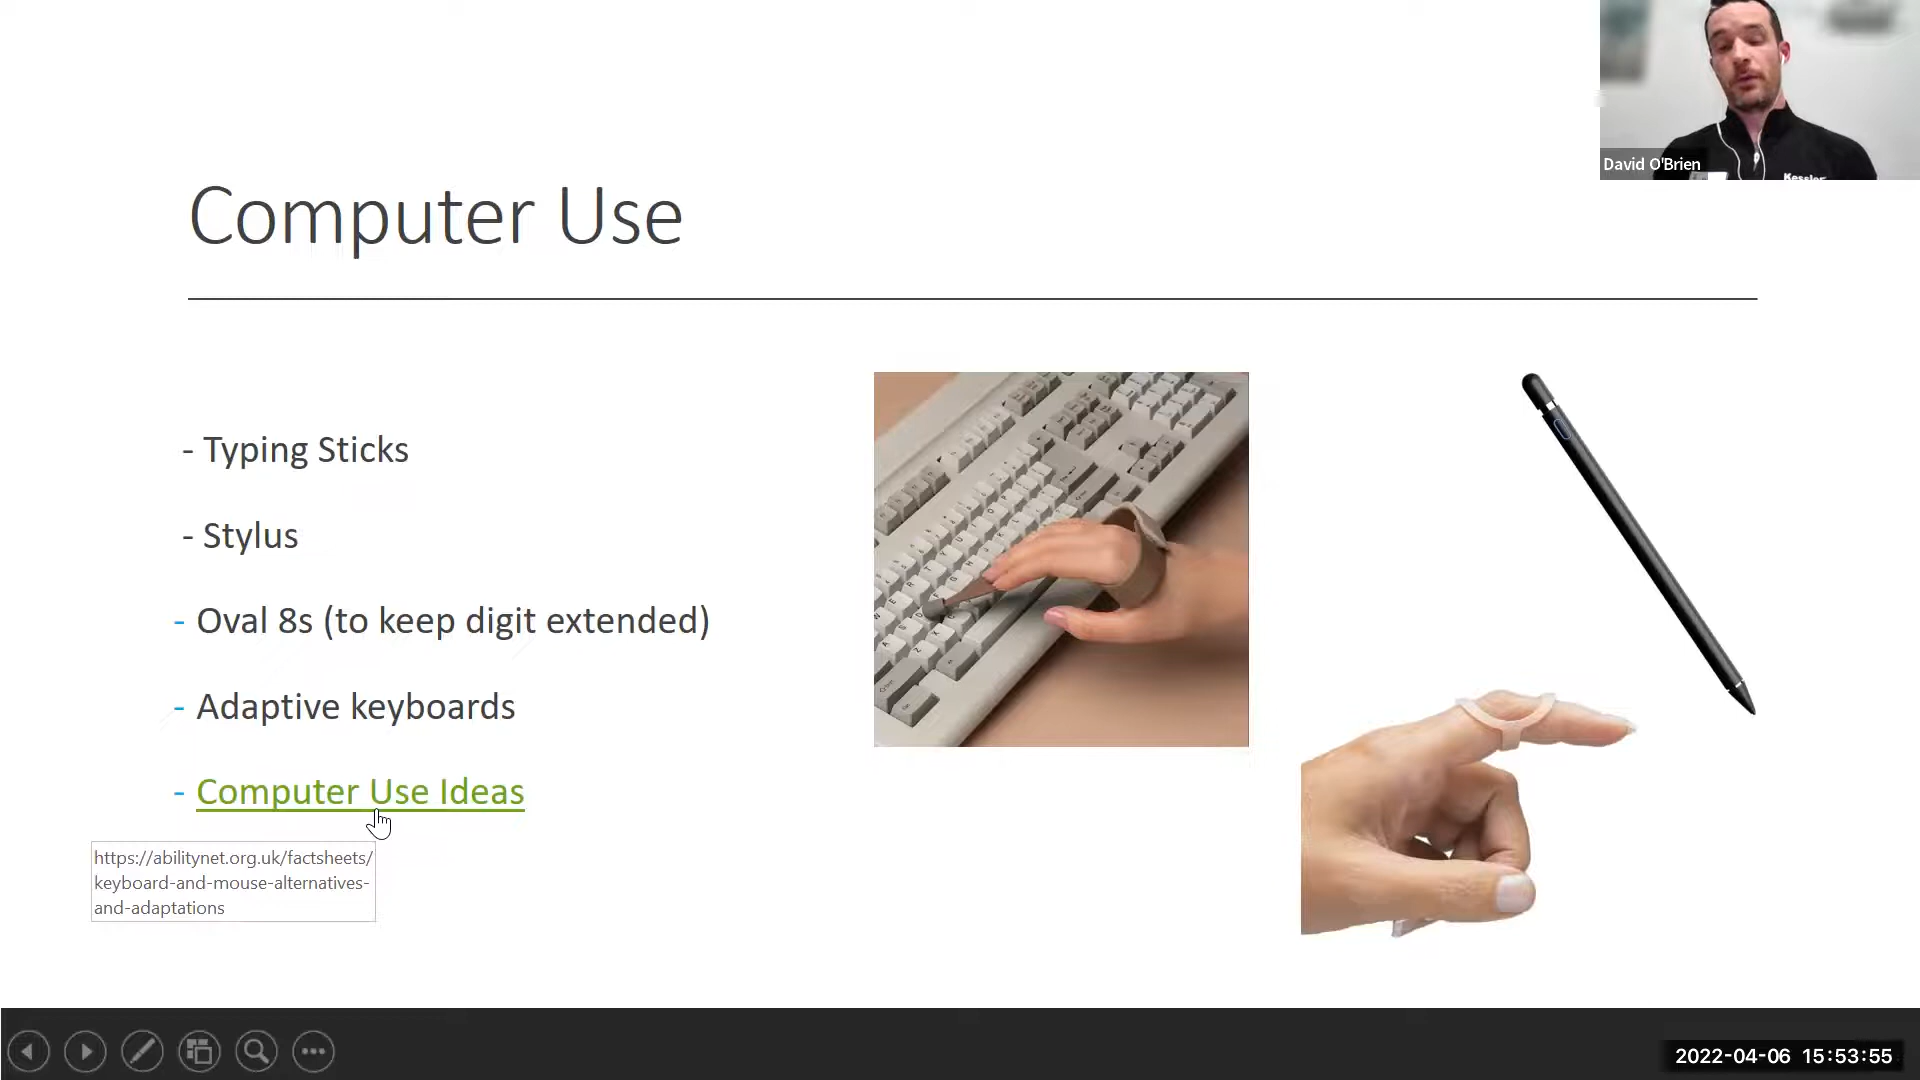 David O'Brien
Kessler
Computer Use
- Typing Sticks
- Stylus
- Oval 8s (to keep digit extended)
- Adaptive keyboards
- Computer Use Ideas
https://abilitynet.org.uk/factsheets/
keyboard-and-mouse-alternatives-
and-adaptations
2022-04-06 15:53:55